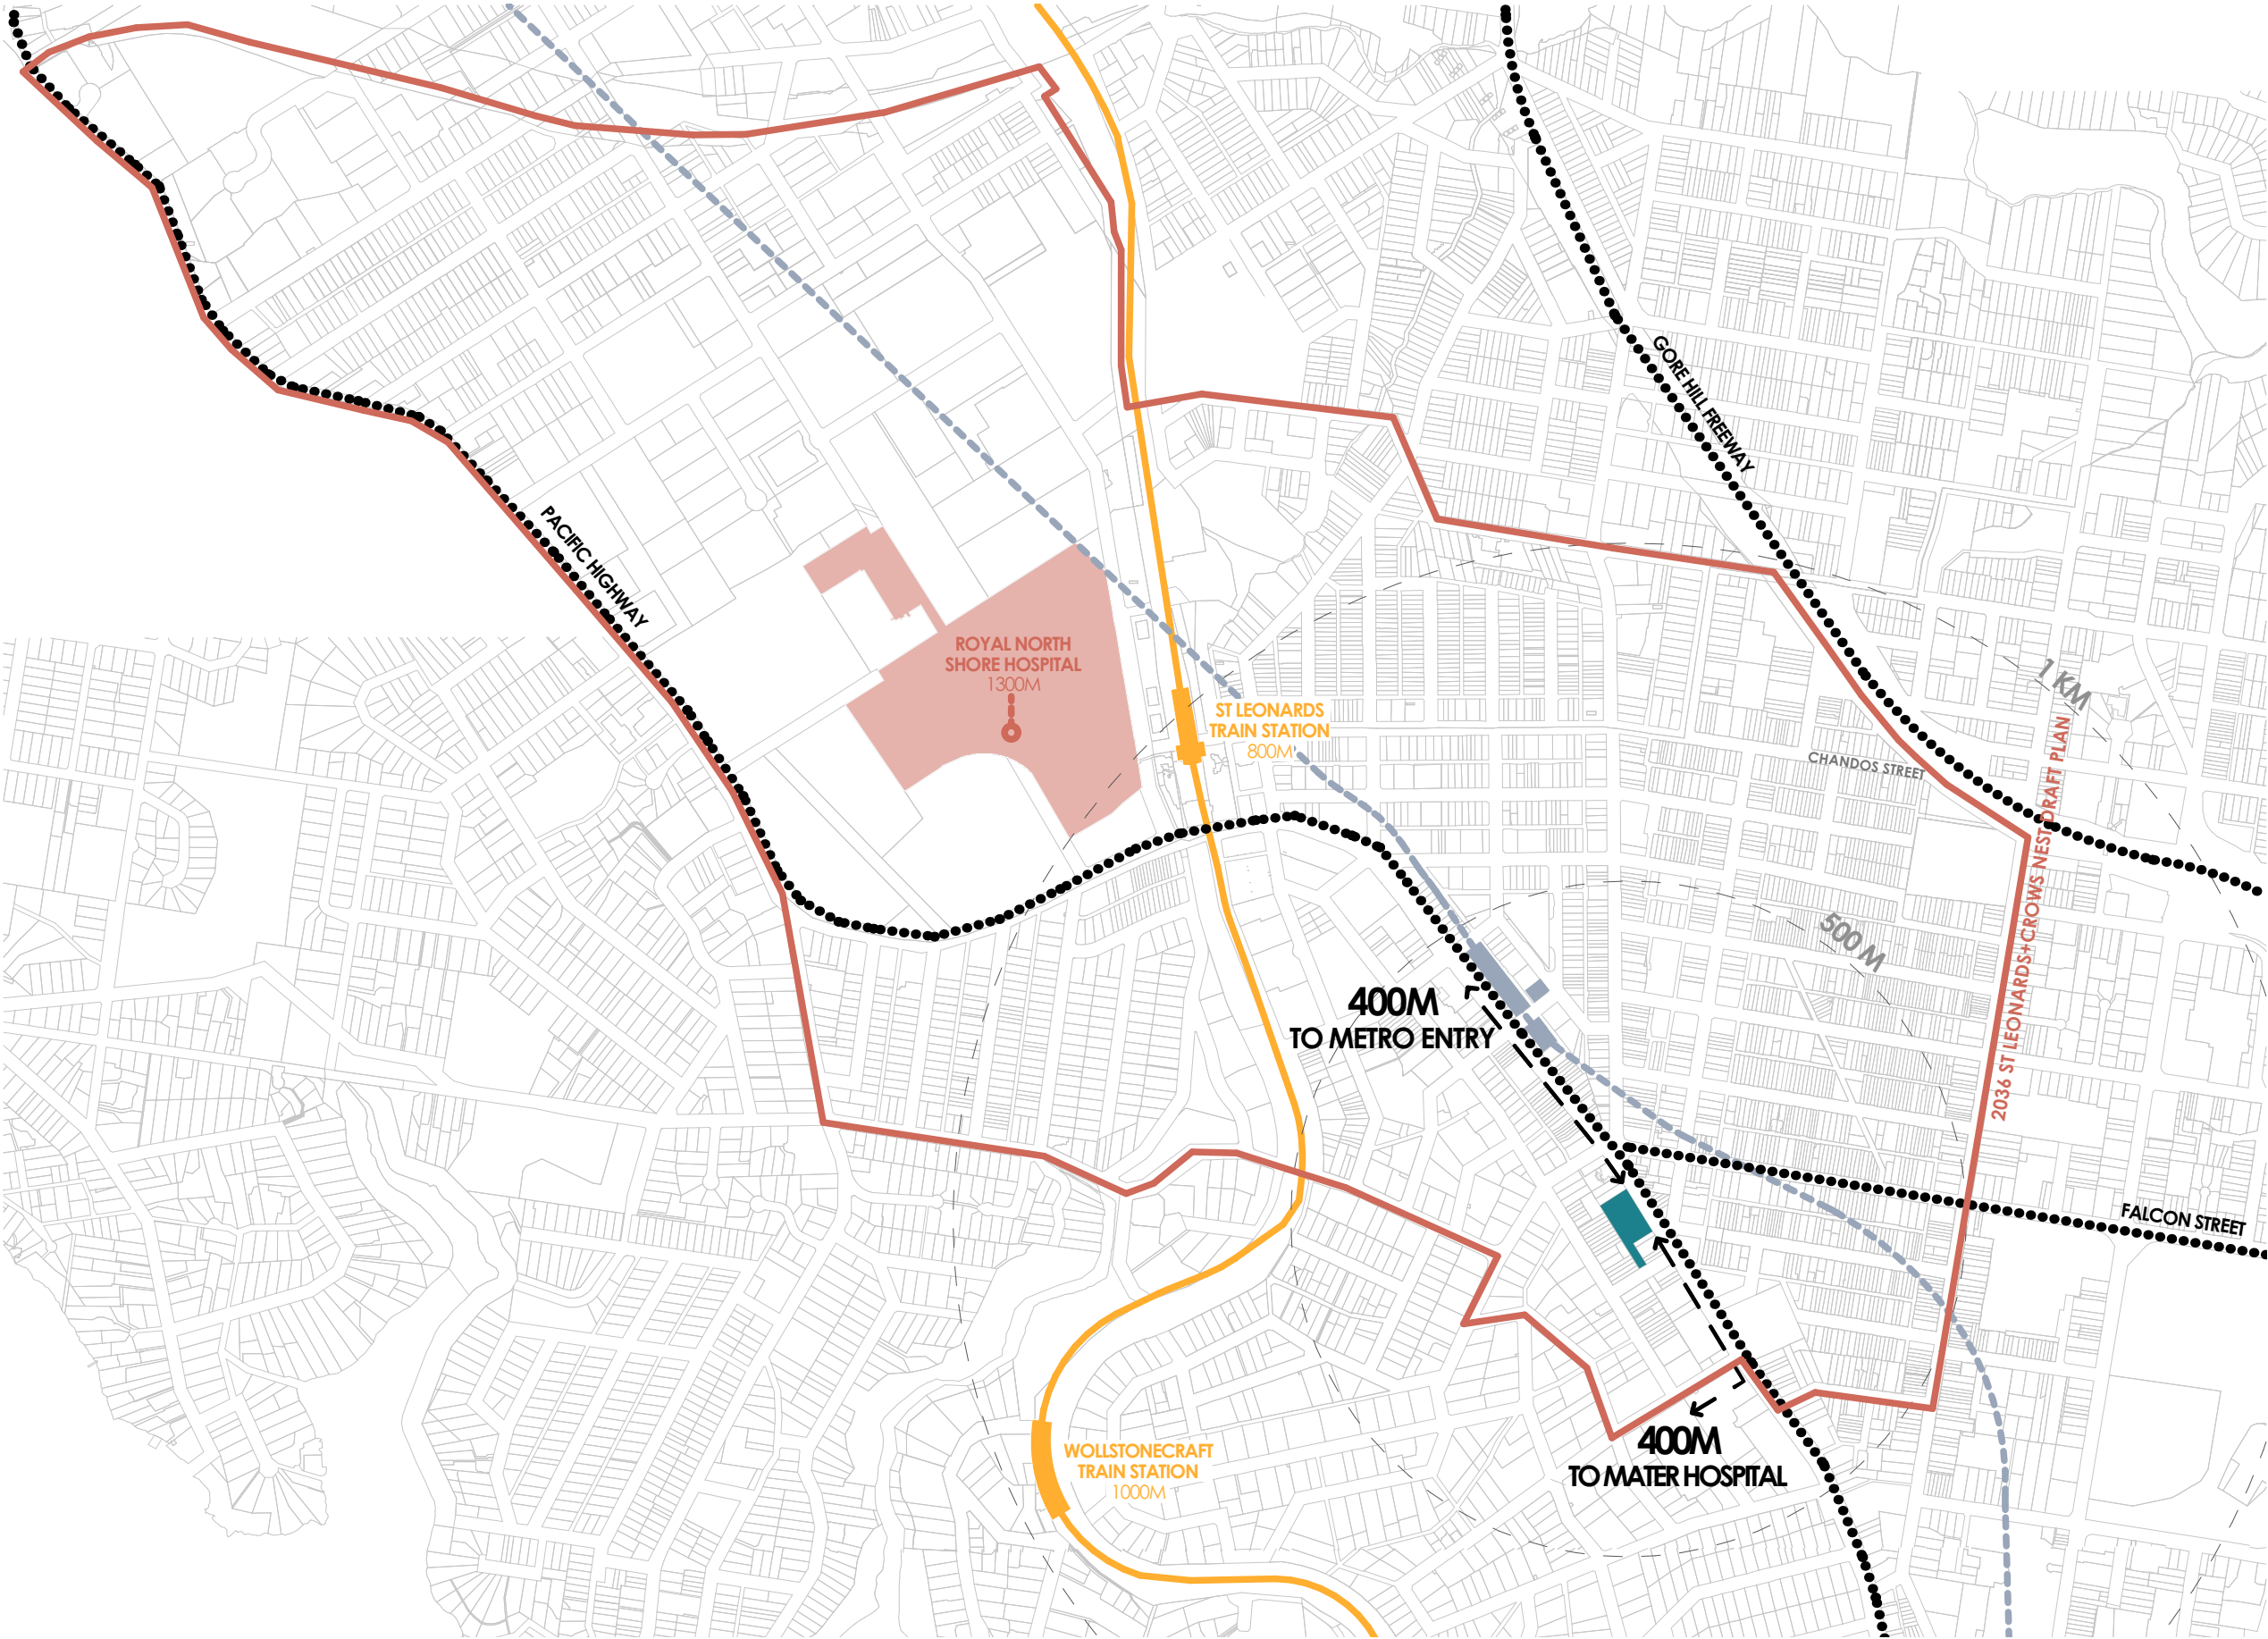 GORE HILL FREEWAY
PACIFIC HIGHWAY
ROYAL NORTH
SHORE HOSPITAL
1300M
1 KM
ST LEONARDS
TRAIN STATION
800M
CHANDOS STREET
2036 ST LEONARDS+CROWS NEST DRAFT PLAN
500 M
400M
TO METRO ENTRY
FALCON STREET
400M
TO MATER HOSPITAL
WOLLSTONECRAFT
TRAIN STATION
1000M